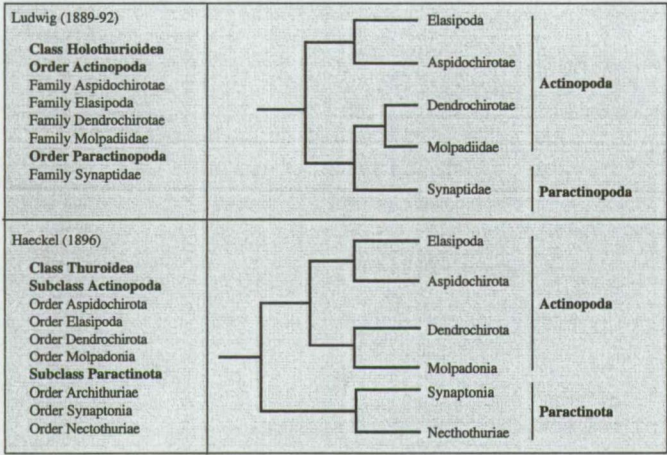 Ludwig (1889-92)
Class Holothurioidea
Order Actinopoda
Family Aspidochirotae
Family Elasipoda
Family Dendrochirotae
Family Molpadiidae
Order Paractinopoda
Family Synaptidae
Elasipoda
Aspidochirotae
Dendrochirotae
Molpadiidae
Synaptidae
Actinopoda
Paractinopoda
Haeckel (1896)
Class Thuroidea
Subclass Actinopoda
Order Aspidochirota
Order Elasipoda
Order Dendrochirota
Order Molpadonia
Subclass Paractinota
Order Archithuriae
Order Synaptonia
Order Nectothuriae
Elasipoda
Aspidochirota
Dendrochirota
Molpadonia
Synaptonia
Necthothuriae
Actinopoda
Paractinota